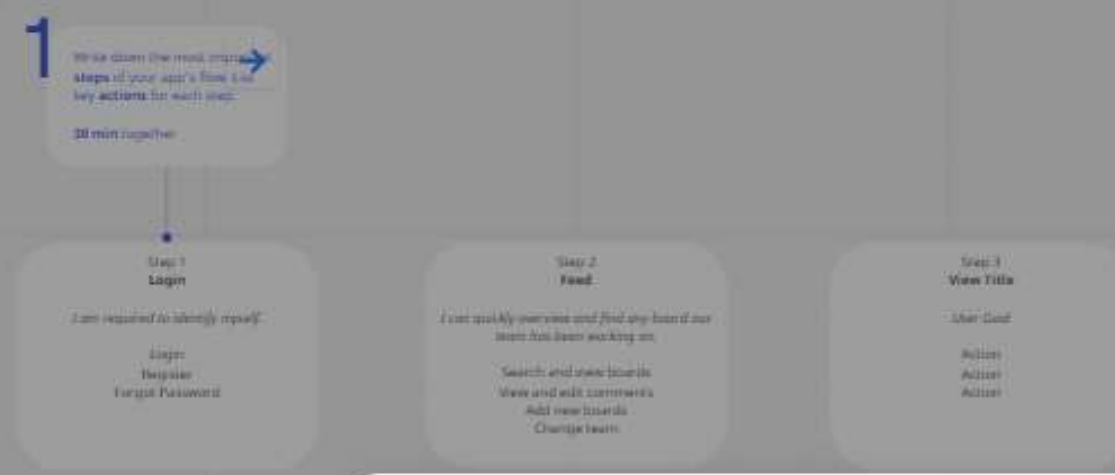 1
Write down the most important
steps of your app's flow. List
key actions for each step.
30 min together
Step 1
Login
I am required to identify myself.
Login
Register
Forgot Password
Step 2
Feed
I can quickly overview and find any board our
team has been working on.
Search and view boards
View and edit comments
Add new boards
Change team
Step 3
View Title
User Goal
Action
Action
Action